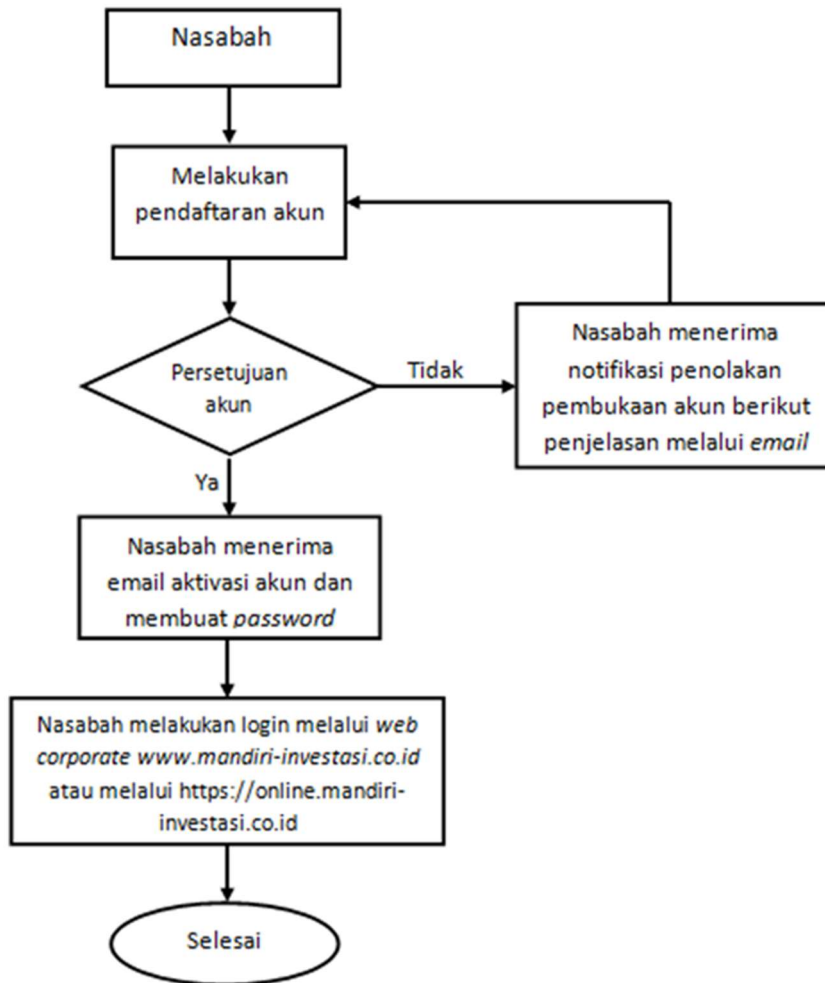 Nasabah
Melakukan
pendaftaran akun
Persetujuan
akun
Tidak
Nasabah menerima
notifikasi penolakan
pembukaan akun berikut
penjelasan melalui email
Ya
Nasabah menerima
email aktivasi akun dan
membuat password
Nasabah melakukan login melalui web
corporate www.mandiri-investasi.co.id
atau melalui https://online.mandiri-
investasi.co.id
Selesai